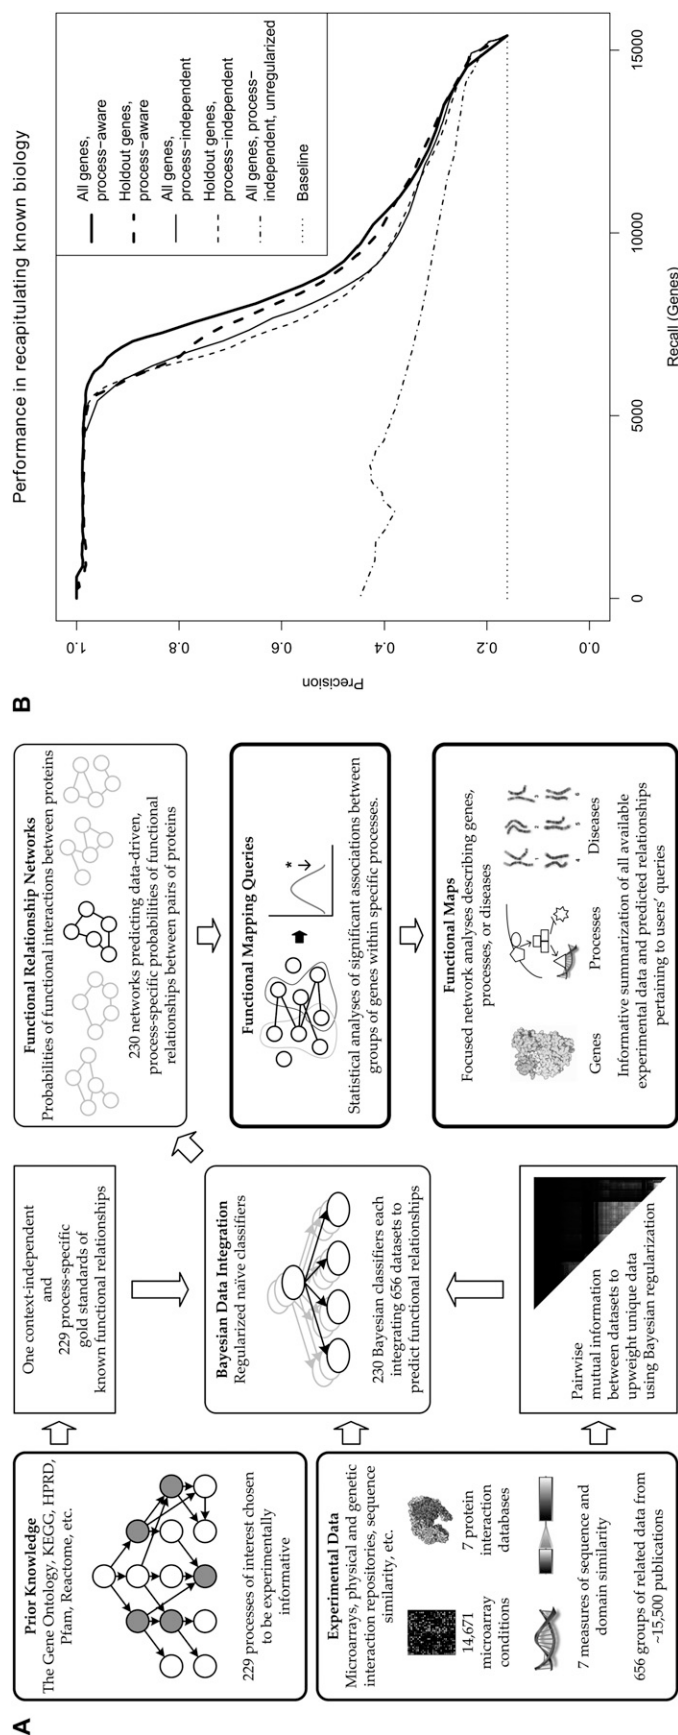 A
Prior Knowledge
The Gene Ontology, KEGG, HPRD,
Pfam, Reactome, etc.
229 processes of interest chosen
to be experimentally
informative
Experimental Data
Microarrays, physical and genetic
interaction repositories, sequence
similarity, etc.
14,671
microarray
conditions
7 protein
interaction
databases
7 measures of sequence and
domain similarity
656 groups of related data from
~15,500 publications
One context-independent
and
229 process-specific
gold standards of
known functional relationships
Bayesian Data Integration
Regularized naïve classifiers
230 Bayesian classifiers each
integrating 656 datasets to
predict functional relationships
Pairwise
mutual information
between datasets to
upweight unique data
using Bayesian regularization
Functional Relationship Networks
Probabilities of functional interactions between proteins
230 networks predicting data-driven,
process-specific probabilities of functional
relationships between pairs of proteins
Functional Mapping Queries
*
Statistical analyses of significant associations between
groups of genes within specific processes.
Functional Maps
Focused network analyses describing genes,
processes, or diseases
Genes
Processes
Diseases
Informative summarization of all available
experimental data and predicted relationships
pertaining to users' queries
B
Performance in recapitulating known biology
All genes,
process−aware
Holdout genes,
process−aware
All genes,
process−independent
Holdout genes,
process−independent
All genes, process−
independent, unregularized
Baseline
Precision
1.0
0.8
0.6
0.4
0.2
0.0
0
5000
10000
15000
Recall (Genes)